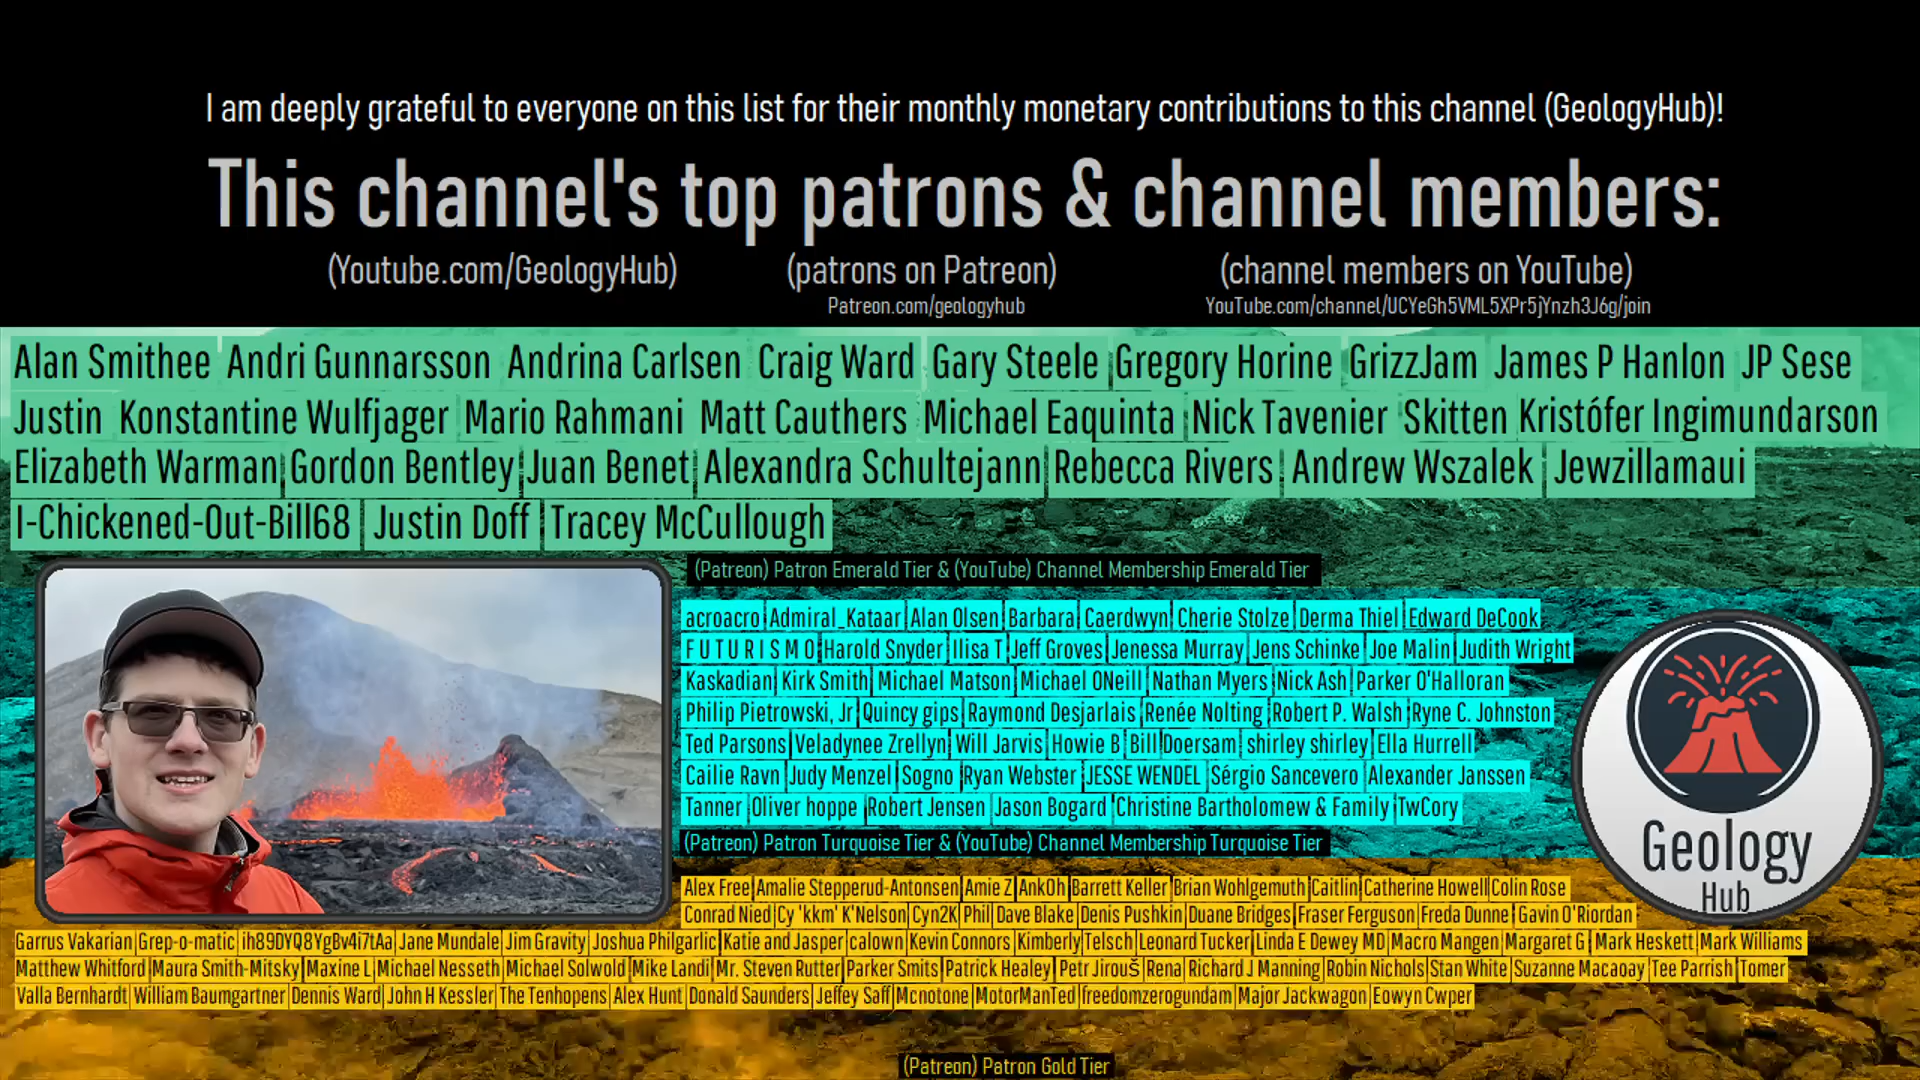 I am deeply grateful to everyone on this list for their monthly monetary contributions to this channel (GeologyHub)!
This channel's top patrons & channel members:
(Youtube.com/GeologyHub) (patrons on Patreon) (channel members on YouTube)
Patreon.com/geologyhub YouTube.com/channel/UCYeGh5VML5XPr5jYnzh3J6g/join
Alan Smithee Andri Gunnarsson Andrina Carlsen Craig Ward Gary Steele Gregory Horine GrizzJam James P Hanlon JP Sese
Justin Konstantine Wulfjager Mario Rahmani Matt Cauthers Michael Eaquinta Nick Tavenier Skitten Kristófer Ingimundarson
Elizabeth Warman Gordon Bentley Juan Benet Alexandra Schultejann Rebecca Rivers Andrew Wszalek Jewzillamaui
I-Chickened-Out-Bill68 Justin Doff Tracey McCullough
(Patreon) Patron Emerald Tier & (YouTube) Channel Membership Emerald Tier
acroacro Admiral_Kataar Alan Olsen Barbara Caerdwyn Cherie Stolze Derma Thiel Edward DeCook
F U T U R I S M O Harold Snyder Ilisa T Jeff Groves Jenessa Murray Jens Schinke Joe Malin Judith Wright
Kaskadian Kirk Smith Michael Matson Michael ONeill Nathan Myers Nick Ash Parker O'Halloran
Philip Pietrowski, Jr Quincy gips Raymond Desjarlais Renée Nolting Robert P. Walsh Ryne C. Johnston
Ted Parsons Veladynee Zrellyn Will Jarvis Howie B Bill Doersam shirley shirley Ella Hurrell
Cailie Ravn Judy Menzel Sogno Ryan Webster JESSE WENDEL Sérgio Sancevero Alexander Janssen
Tanner Oliver hoppe Robert Jensen Jason Bogard Christine Bartholomew & Family TwCory
(Patreon) Patron Turquoise Tier & (YouTube) Channel Membership Turquoise Tier
Geology
Hub
Alex Free Amalie Stepperud-Antonsen Amie Z AnkOh Barrett Keller Brian Wohlgemuth Caitlin Catherine Howell Colin Rose
Conrad Nied Cy 'kkm' K'Nelson Cyn2K Phil Dave Blake Denis Pushkin Duane Bridges Fraser Ferguson Freda Dunne Gavin O'Riordan
Garrus Vakarian Grep-o-matic ih89DYQ8YgBv4i7tAa Jane Mundale Jim Gravity Joshua Philgarlic Katie and Jasper calown Kevin Connors Kimberly Telsch Leonard Tucker Linda E Dewey MD Macro Mangen Margaret G Mark Heskett Mark Williams
Matthew Whitford Maura Smith-Mitsky Maxine L Michael Nesseth Michael Solwold Mike Landi Mr. Steven Rutter Parker Smits Patrick Healey Petr Jirouš Rena Richard J Manning Robin Nichols Stan White Suzanne Macaoay Tee Parrish Tomer
Valla Bernhardt William Baumgartner Dennis Ward John H Kessler The Tenhopens Alex Hunt Donald Saunders Jeffey Saff Mcnotone MotorManTed freedomzerogundam Major Jackwagon Eowyn Cwper
(Patreon) Patron Gold Tier